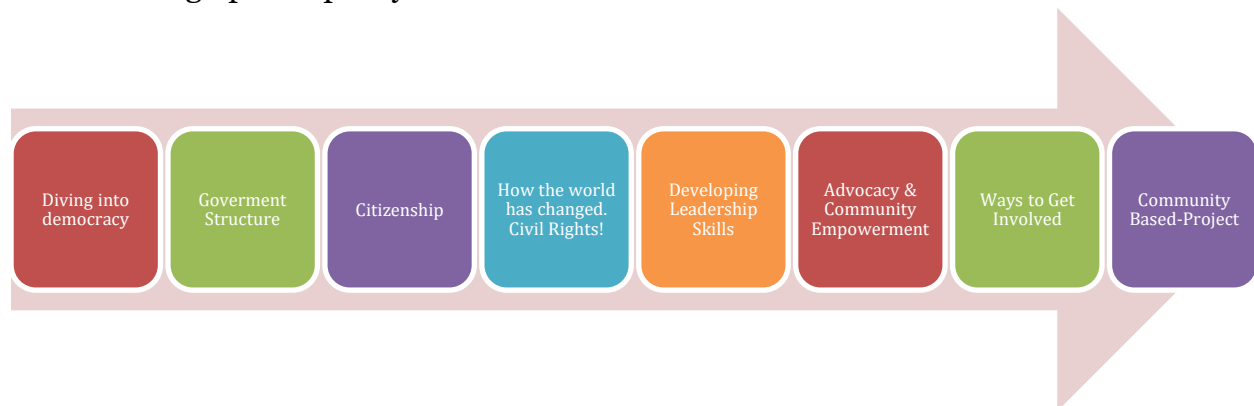 Diving into
democracy
Goverment
Structure
Citizenship
How the world
has changed.
Civil Rights!
Developing
Leadership
Skills
Advocacy &
Community
Empowerment
Ways to Get
Involved
Community
Based-Project